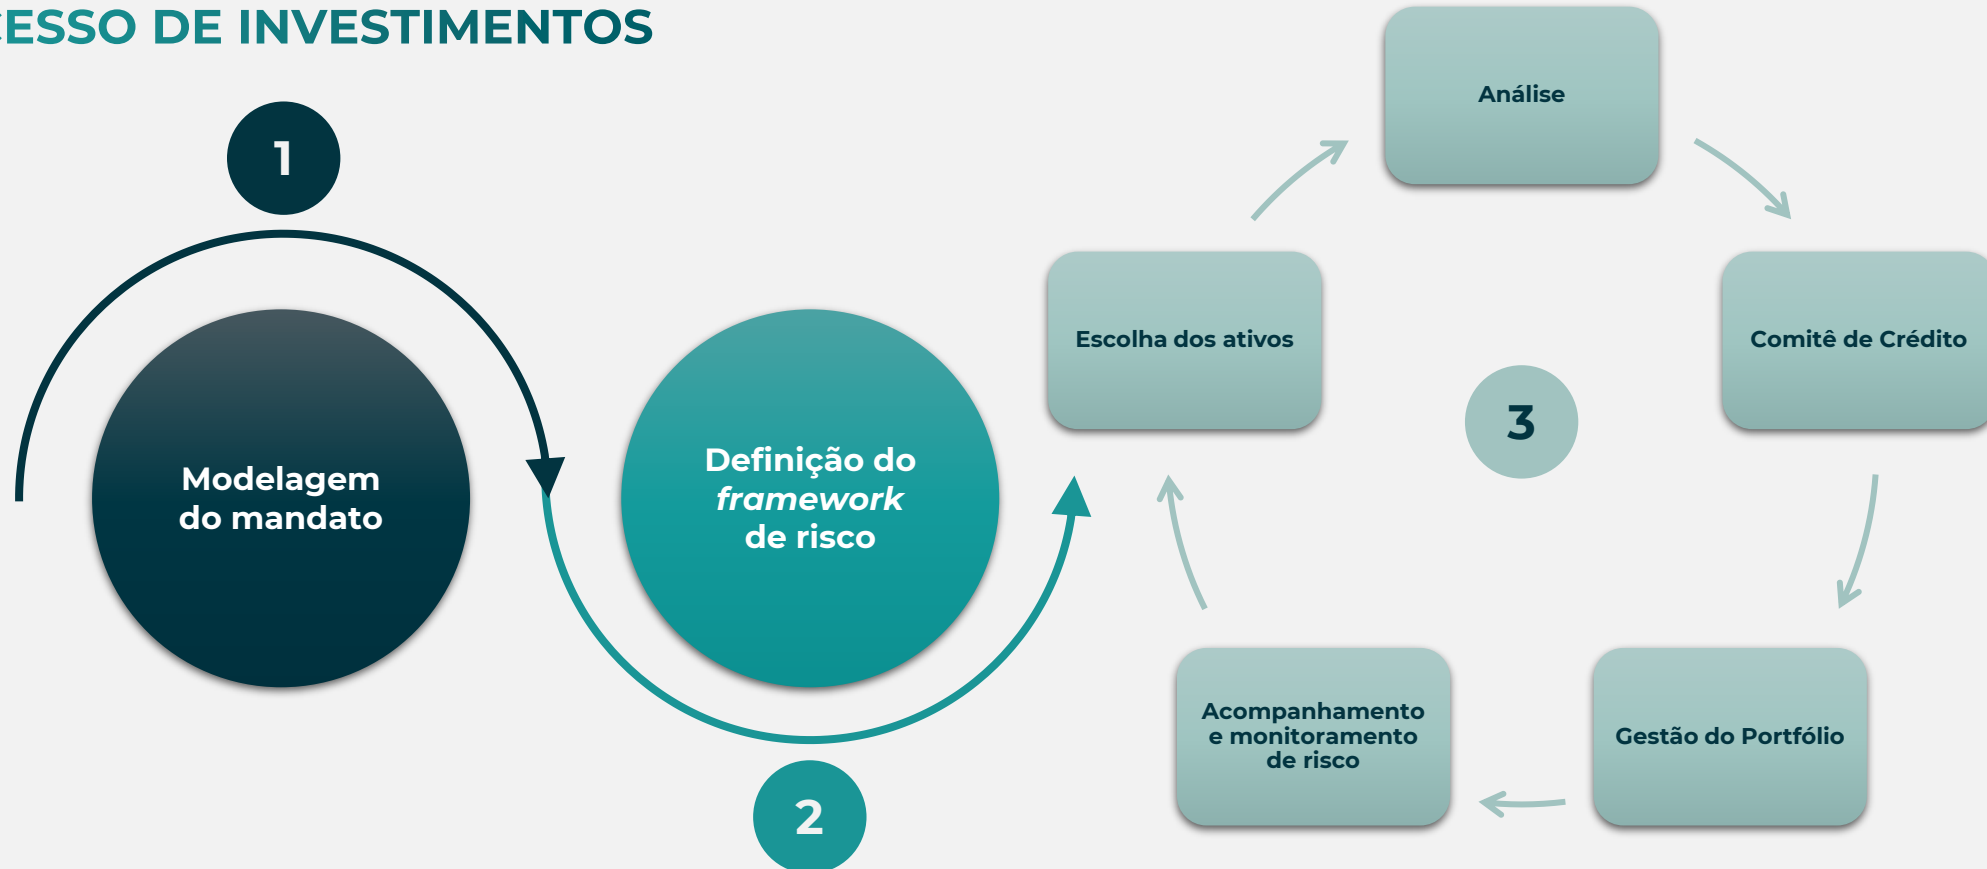 CESSO DE INVESTIMENTOS
1
Modelagem
do mandato
Definição do
framework
de risco
2
3
Análise
Comitê de Crédito
Gestão do Portfólio
Acompanhamento
e monitoramento
de risco
Escolha dos ativos